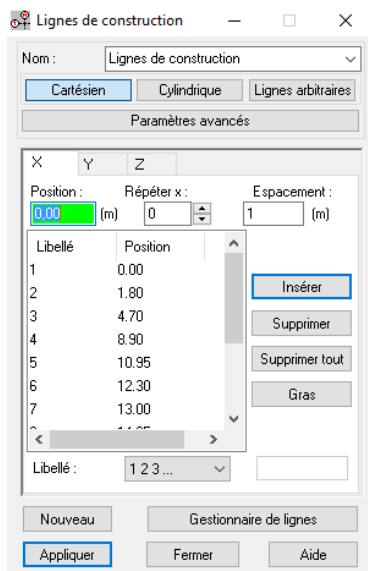 Lignes de construction
Nom : Lignes de construction
Cartésien Cylindrique Lignes arbitraires
Paramètres avancés
X Y Z
Position : Répéter x : Espacement :
0,00 (m) 0 1 (m)
Libellé Position
1 0.00
2 1.80
3 4.70
4 8.90
5 10.95
6 12.30
7 13.00
Insérer
Supprimer
Supprimer tout
Gras
Libellé : 1 2 3 ...
Nouveau Gestionnaire de lignes
Appliquer Fermer Aide